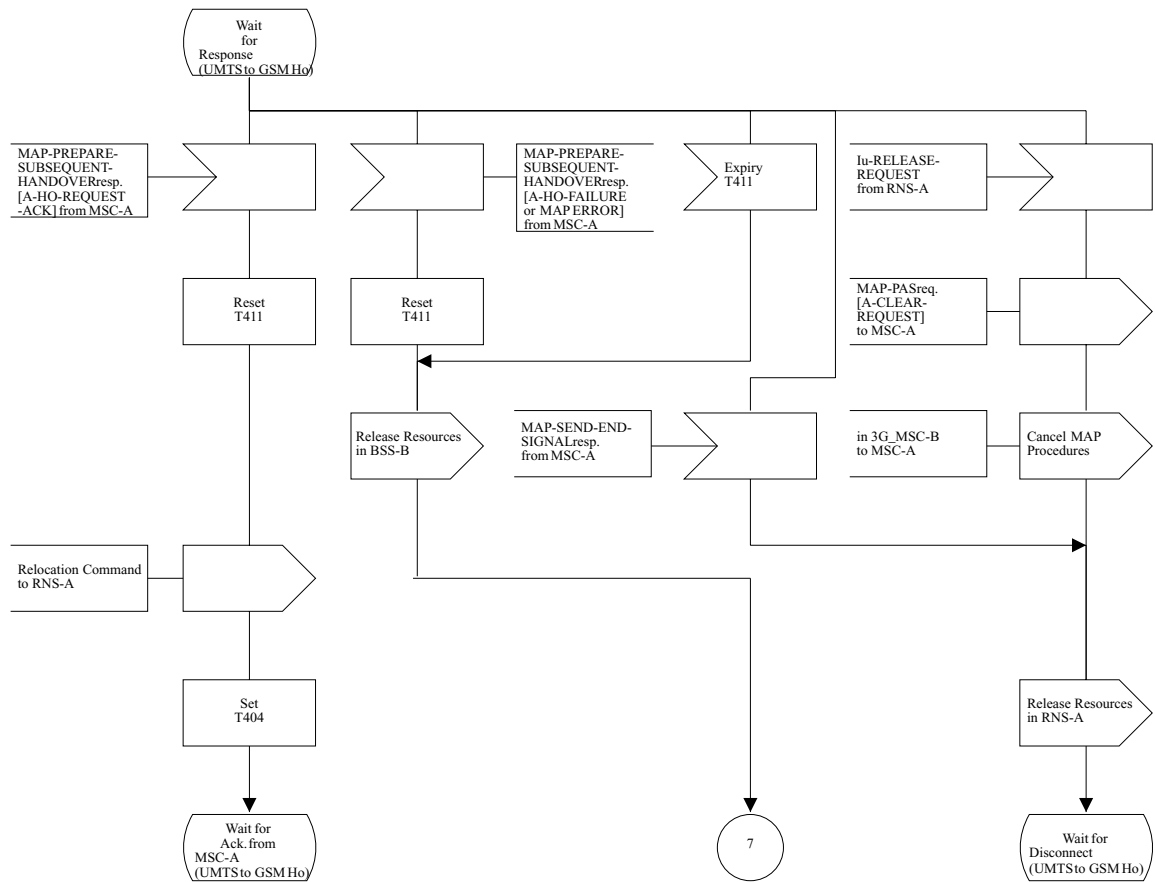 Wait
for
Response
(UMTS to GSM Ho)
MAP-PREPARE-
SUBSEQUENT-
HANDOVERresp.
[A-HO-REQUEST
-ACK] from MSC-A
MAP-PREPARE-
SUBSEQUENT-
HANDOVERresp.
[A-HO-FAILURE
or MAP ERROR]
from MSC-A
Expiry
T411
Iu-RELEASE-
REQUEST
from RNS-A
Reset
T411
Reset
T411
MAP-PASreq.
[A-CLEAR-
REQUEST]
to MSC-A
Release Resources
in BSS-B
MAP-SEND-END-
SIGNALresp.
from MSC-A
in 3G_MSC-B
to MSC-A
Cancel MAP
Procedures
Relocation Command
to RNS-A
Set
T404
Release Resources
in RNS-A
Wait for
Ack. from
MSC-A
(UMTS to GSM Ho)
7
Wait for
Disconnect
(UMTS to GSM Ho)